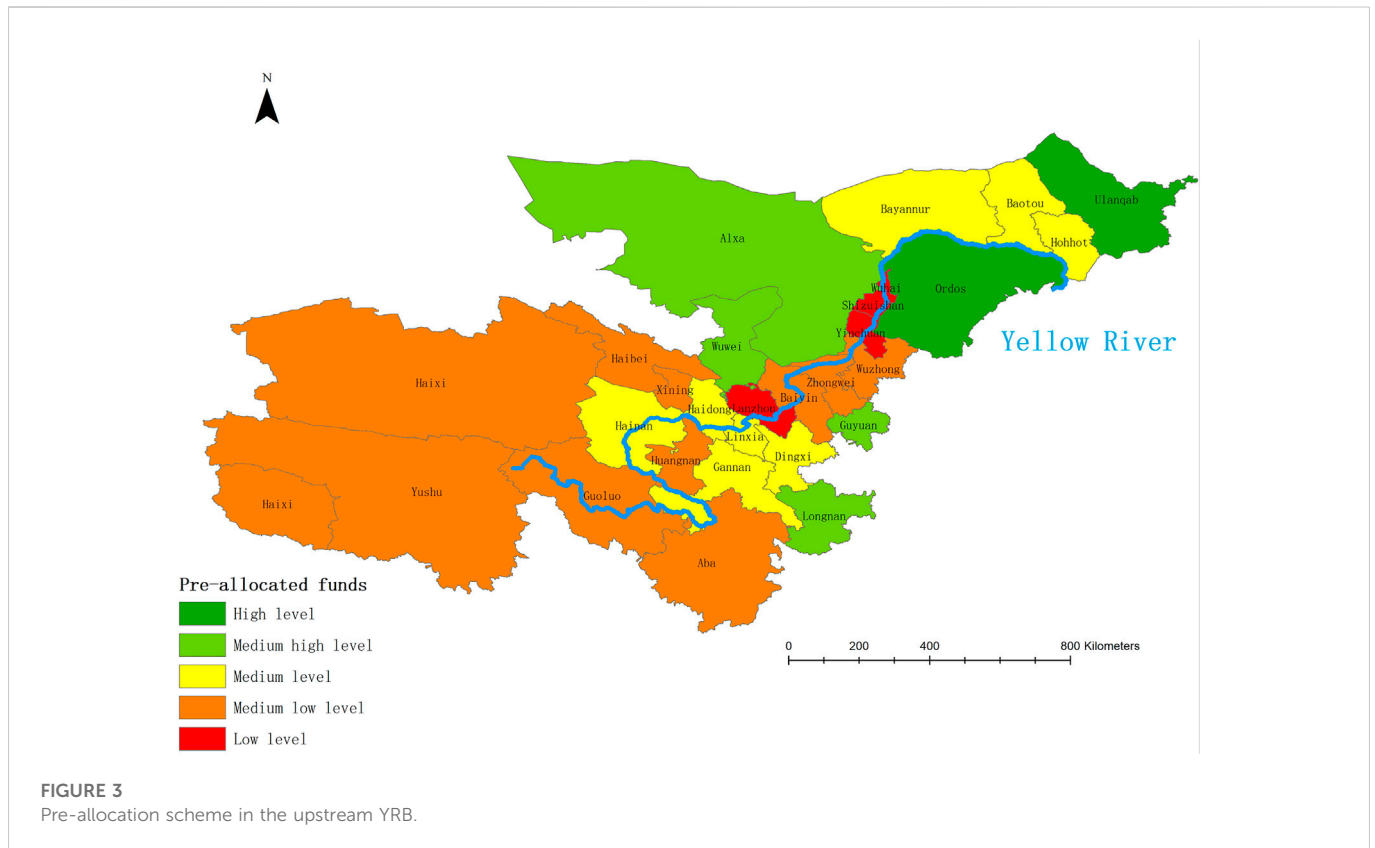 N
Ulanqab
Baotou
Bayannur
Hohhot
Alxa
Wuhai
Ordos
Shizuishan
Yinchuan
Yellow River
Wuwei
Haibei
Wuzhong
Haixi
Zhongwei
Xining
Baiyin
Haidong
Lanzhou
Hainan
Guyuan
Linxia
Dingxi
Huangnan
Gannan
Yushu
Guoluo
Haixi
Longnan
Aba
Pre-allocated funds
High level
Medium high level
Medium level
Medium low level
Low level
0 200 400 800 Kilometers
FIGURE 3
Pre-allocation scheme in the upstream YRB.